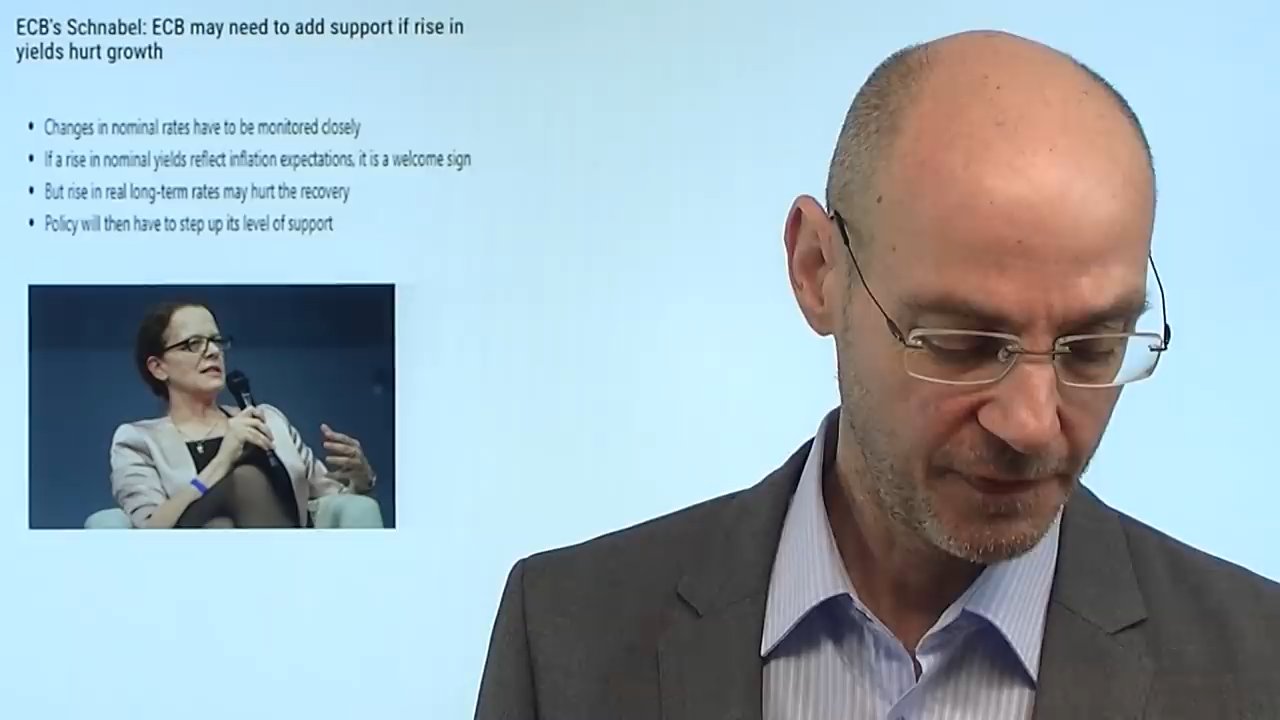 ECB's Schnabel: ECB may need to add support if rise in
yields hurt growth
• Changes in nominal rates have to be monitored closely
• If a rise in nominal yields reflect inflation expectations, it is a welcome sign
• But rise in real long-term rates may hurt the recovery
• Policy will then have to step up its level of support